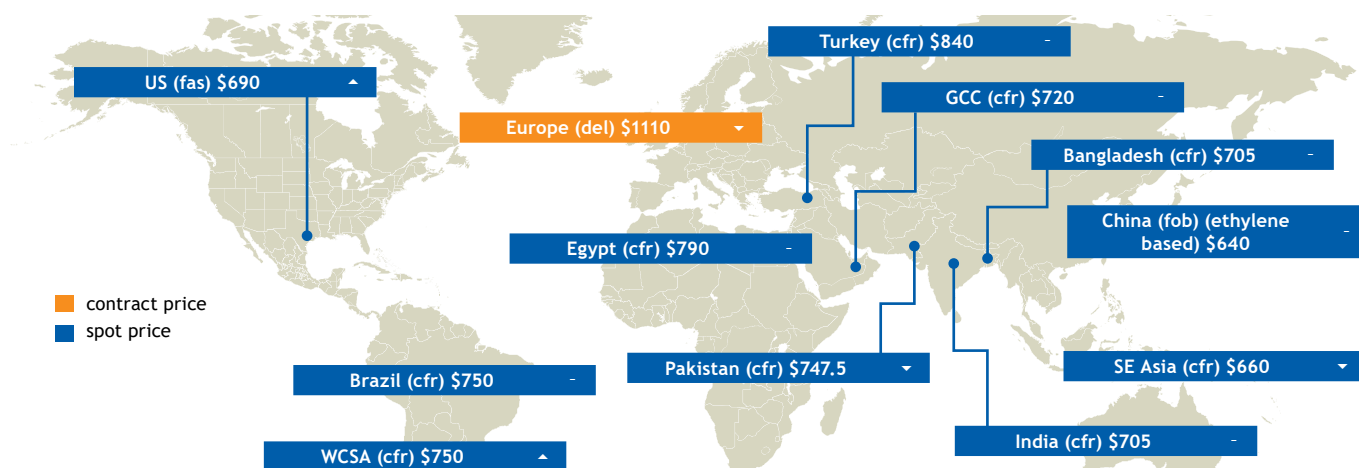 Turkey (cfr) $840 -
US (fas) $690
GCC (cfr) $720 -
Europe (del) $1110
Bangladesh (cfr) $705 -
China (fob) (ethylene
based) $640 -
Egypt (cfr) $790 -
contract price
spot price
Pakistan (cfr) $747.5
SE Asia (cfr) $660
Brazil (cfr) $750 -
India (cfr) $705 -
WCSA (cfr) $750